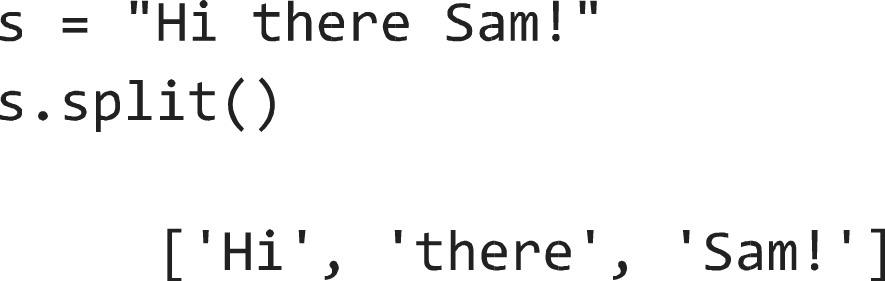 s = "Hi there Sam!"
s.split()
['Hi', 'there', 'Sam!']